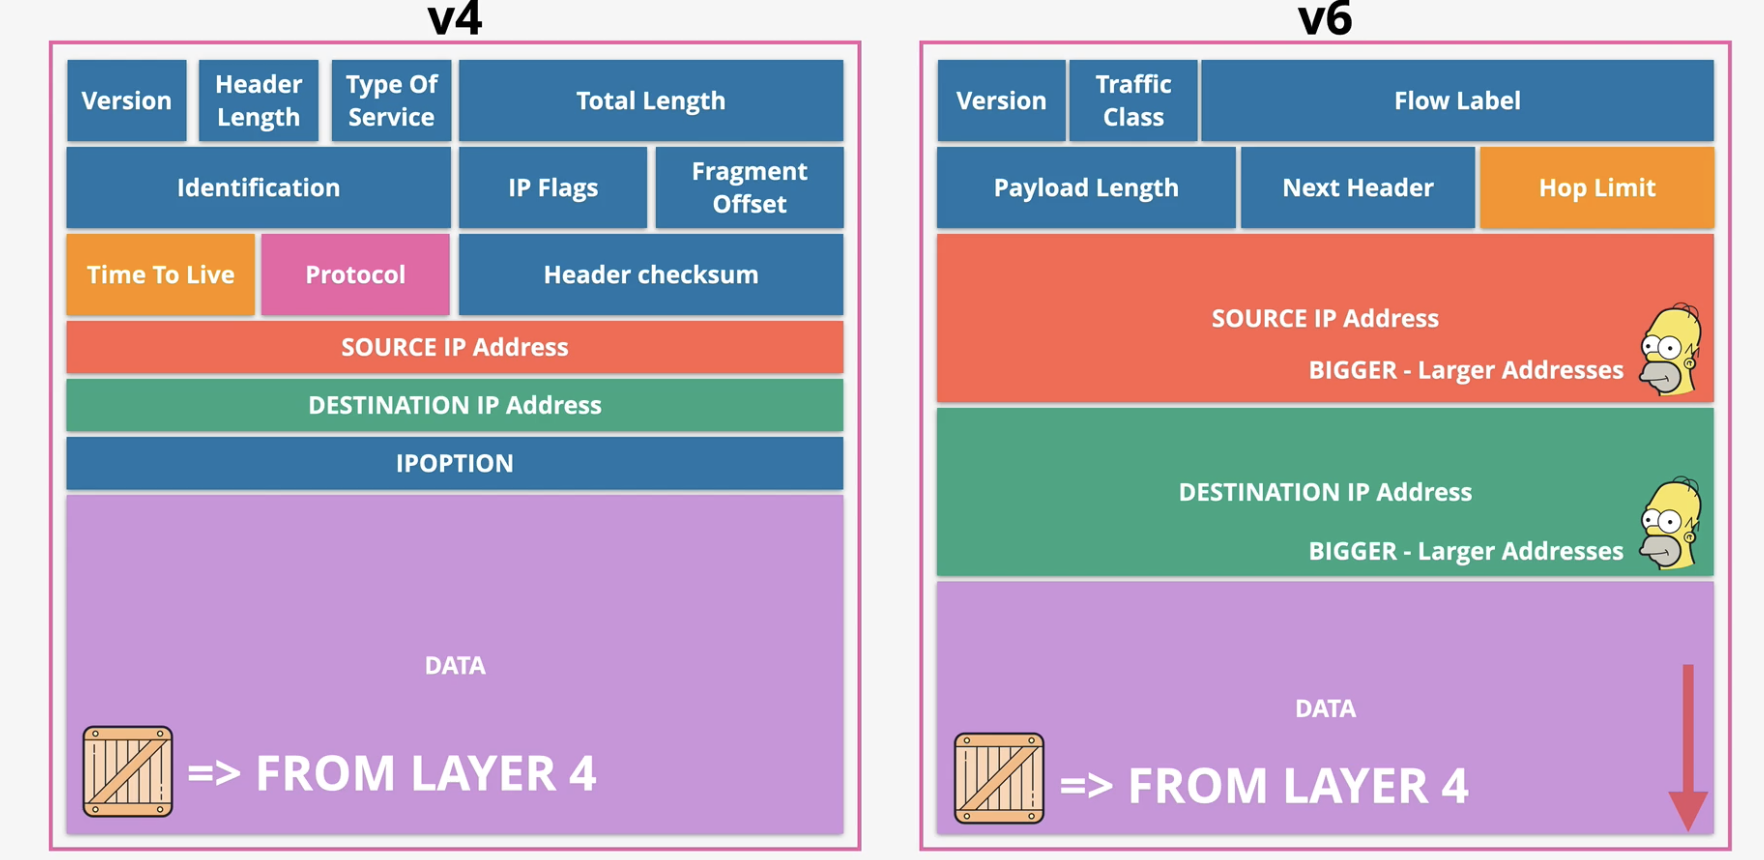 v4
Version
Header
Length
Type Of
Service
Total Length
Identification
IP Flags
Fragment
Offset
Time To Live
Protocol
Header checksum
SOURCE IP Address
DESTINATION IP Address
IPOPTION
DATA
=> FROM LAYER 4
v6
Version
Traffic
Class
Flow Label
Payload Length
Next Header
Hop Limit
SOURCE IP Address
BIGGER - Larger Addresses
DESTINATION IP Address
BIGGER - Larger Addresses
DATA
=> FROM LAYER 4